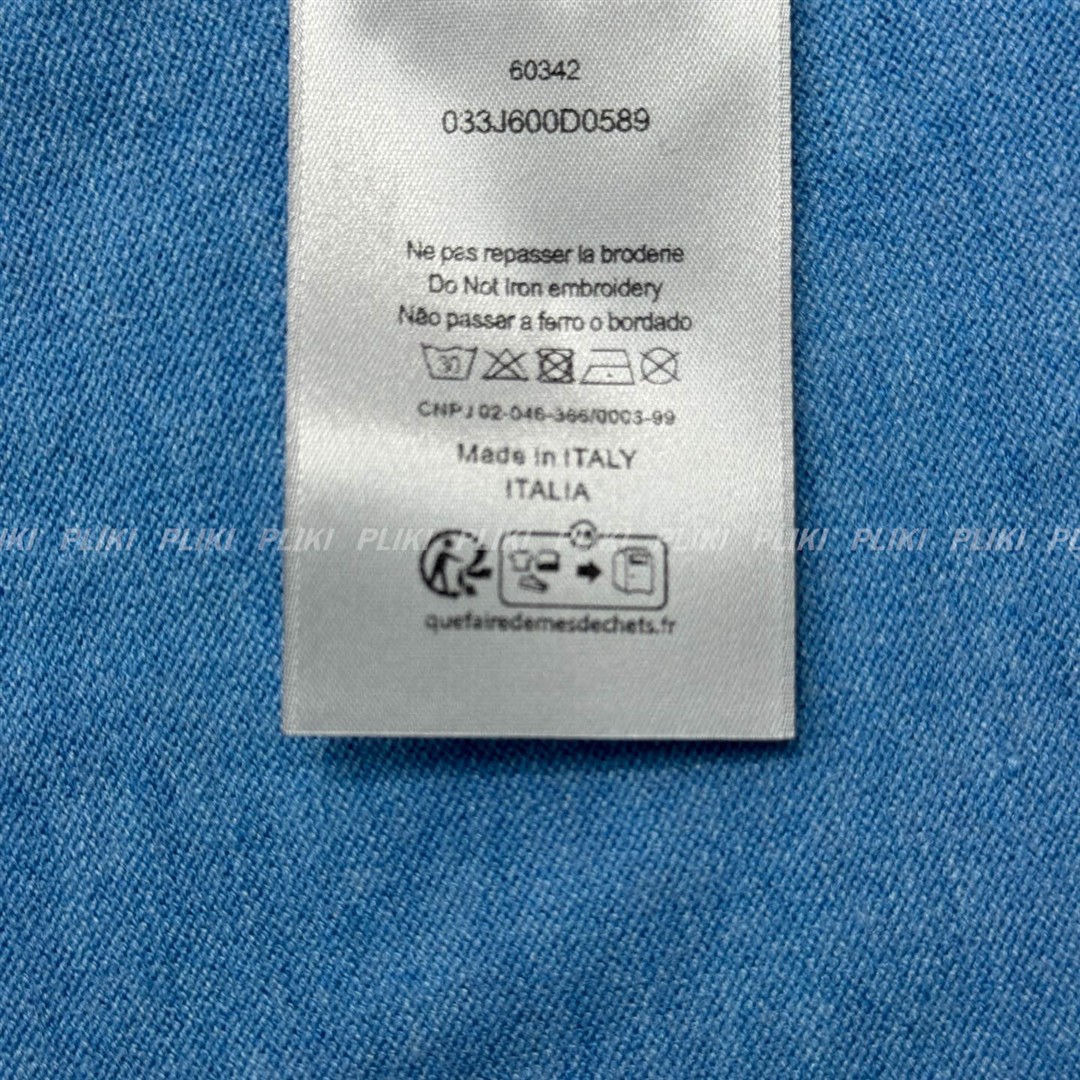 60342
033J600D0589
Ne pas repasser la broderie
Do Not Iron embroidery
Não passar a ferro o bordado
30
CNPJ 02-046-366/0003-99
Made in ITALY
ITALIA
PLIKI PLIKI PLIKI PLIKI PLIKI PLIKI PLIKI PLIKI PLIKI PLIKI
quefairedemesdechets.fr